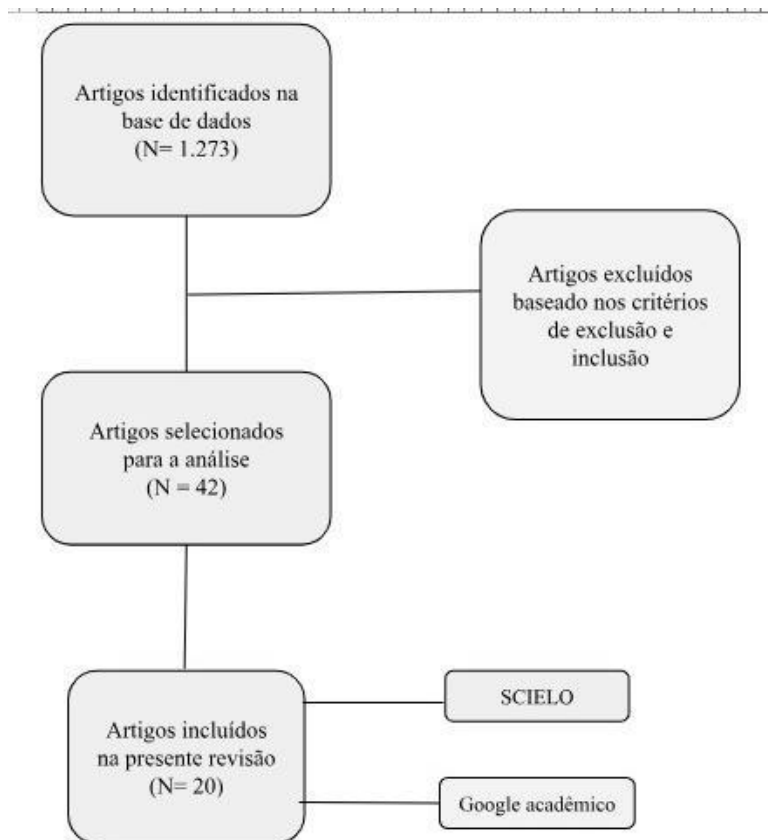 Artigos identificados na
base de dados
(N= 1.273)
Artigos excluídos
baseado nos critérios
de exclusão e
inclusão
Artigos selecionados
para a análise
(N = 42)
Artigos incluídos
na presente revisão
(N= 20)
SCIELO
Google acadêmico